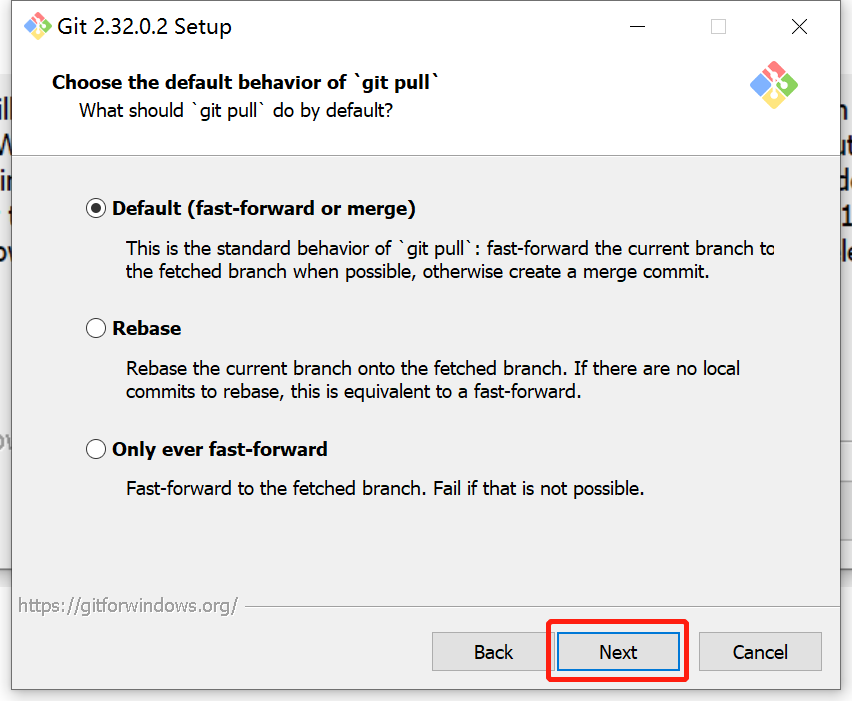 Git 2.32.0.2 Setup
Choose the default behavior of `git pull`
What should `git pull` do by default?
Default (fast-forward or merge)
This is the standard behavior of `git pull`: fast-forward the current branch to
the fetched branch when possible, otherwise create a merge commit.
Rebase
Rebase the current branch onto the fetched branch. If there are no local
commits to rebase, this is equivalent to a fast-forward.
Only ever fast-forward
Fast-forward to the fetched branch. Fail if that is not possible.
https://gitforwindows.org/
Back
Next
Cancel